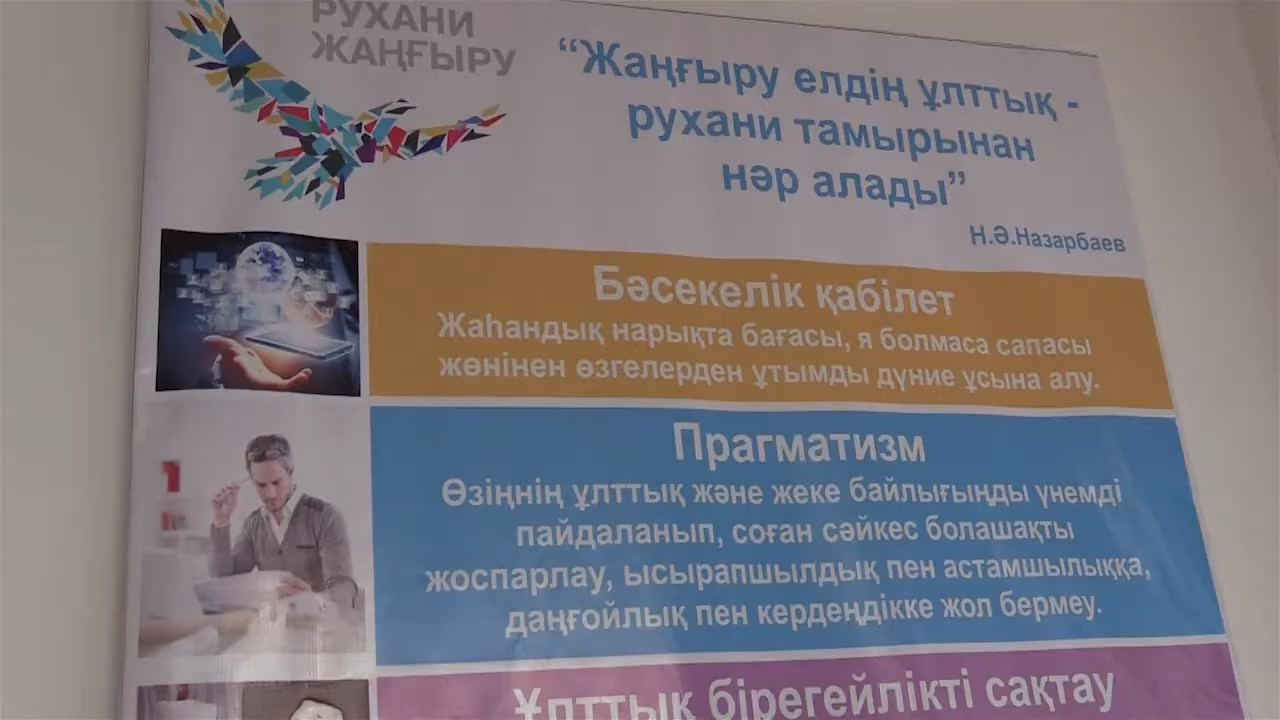 РУХАНИ
ЖАҢҒЫРУ
“Жаңғыру елдің ұлттық -
рухани тамырынан
нәр алады”
Н.Ә.Назарбаев
Бәсекелік қабілет
Жаһандық нарықта бағасы, я болмаса сапасы
жөнінен өзгелерден ұтымды дүние ұсына алу.
Прагматизм
Өзіңнің ұлттық және жеке байлығыңды үнемді
пайдаланып, соған сәйкес болашақты
жоспарлау, ысырапшылдық пен астамшылыққа,
даңғойлық пен кердеңдікке жол бермеу.
Ұлттық бірегейлікті сақтау